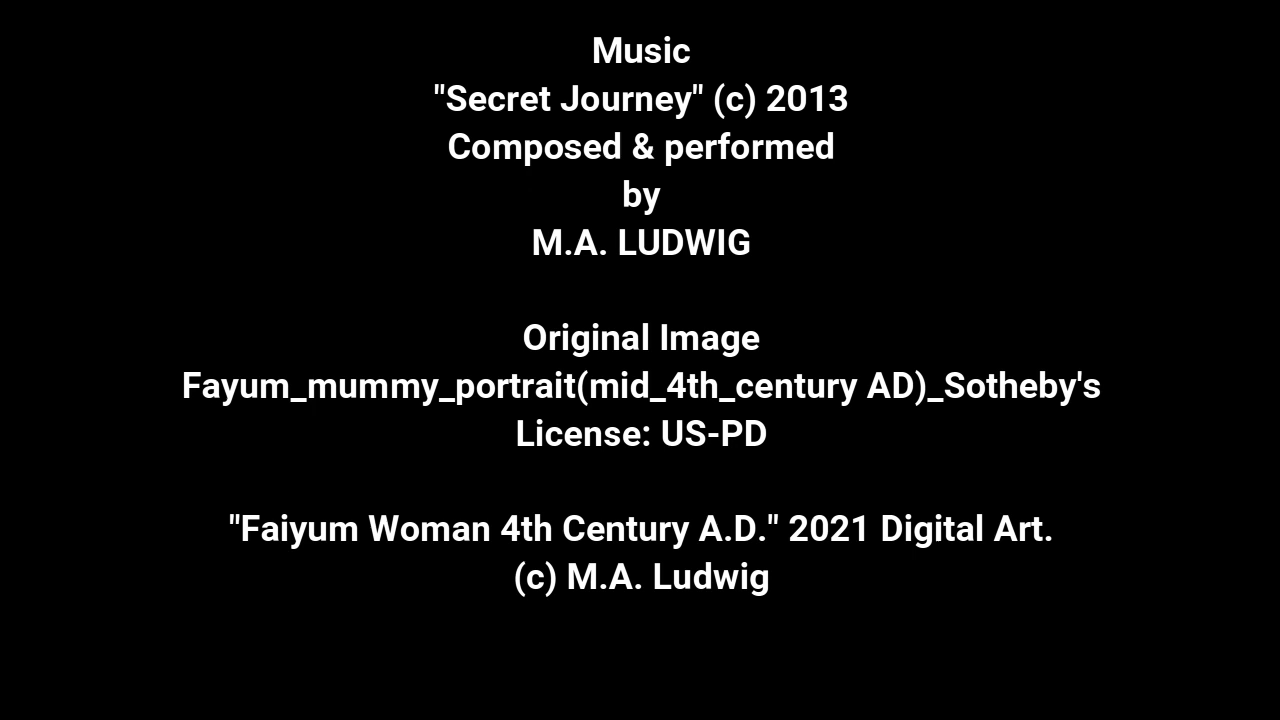 Music
"Secret Journey" (c) 2013
Composed & performed
by
M.A. LUDWIG
Original Image
Fayum_mummy_portrait(mid_4th_century AD)_Sotheby's
License: US-PD
"Faiyum Woman 4th Century A.D." 2021 Digital Art.
(c) M.A. Ludwig